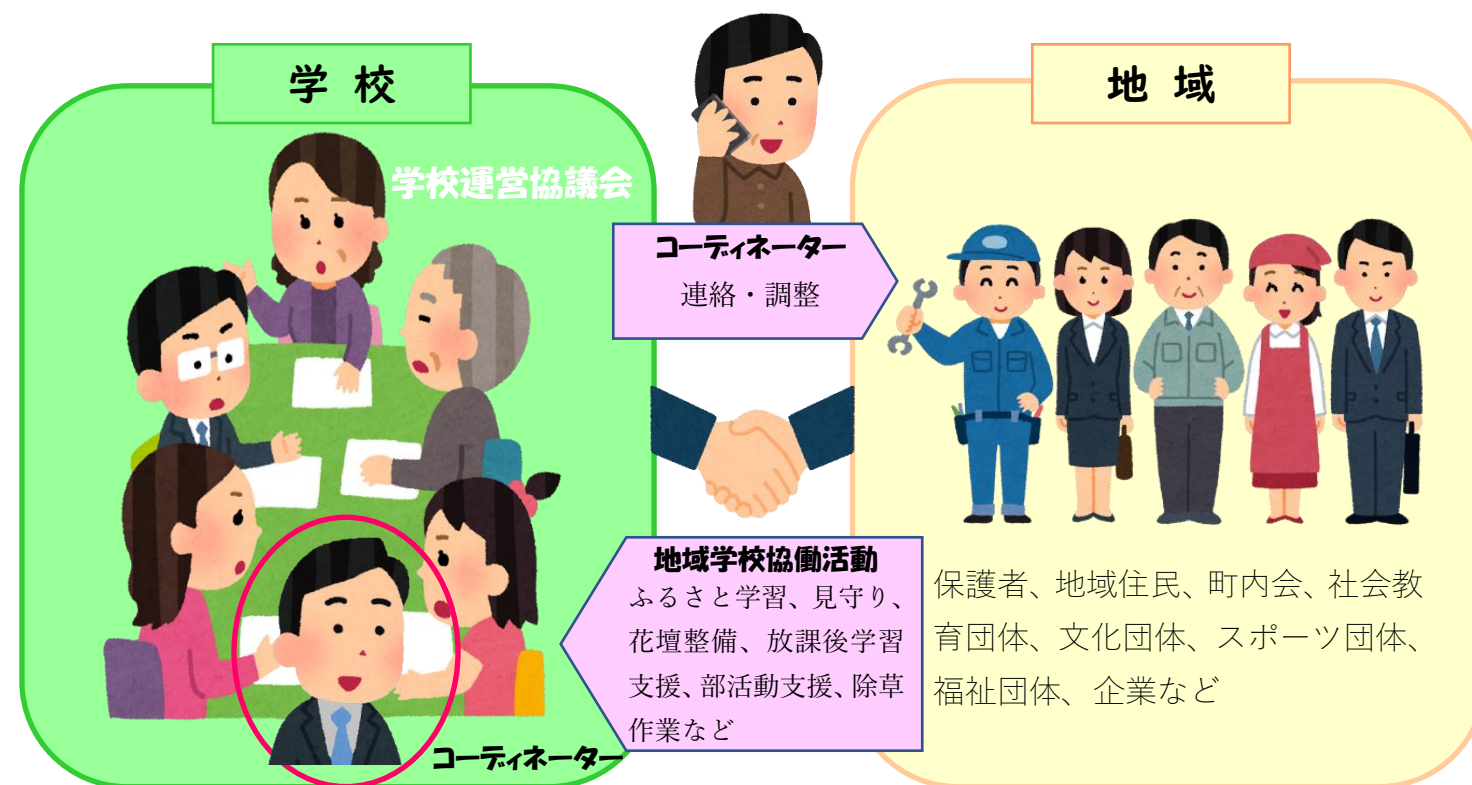 学校
学校運営協議会
コーディネーター
コーディネーター
連絡・調整
地域学校協働活動
ふるさと学習、見守り、
花壇整備、放課後学習
支援、部活動支援、除草
作業など
地域
保護者、地域住民、町内会、社会教
育団体、文化団体、スポーツ団体、
福祉団体、企業など